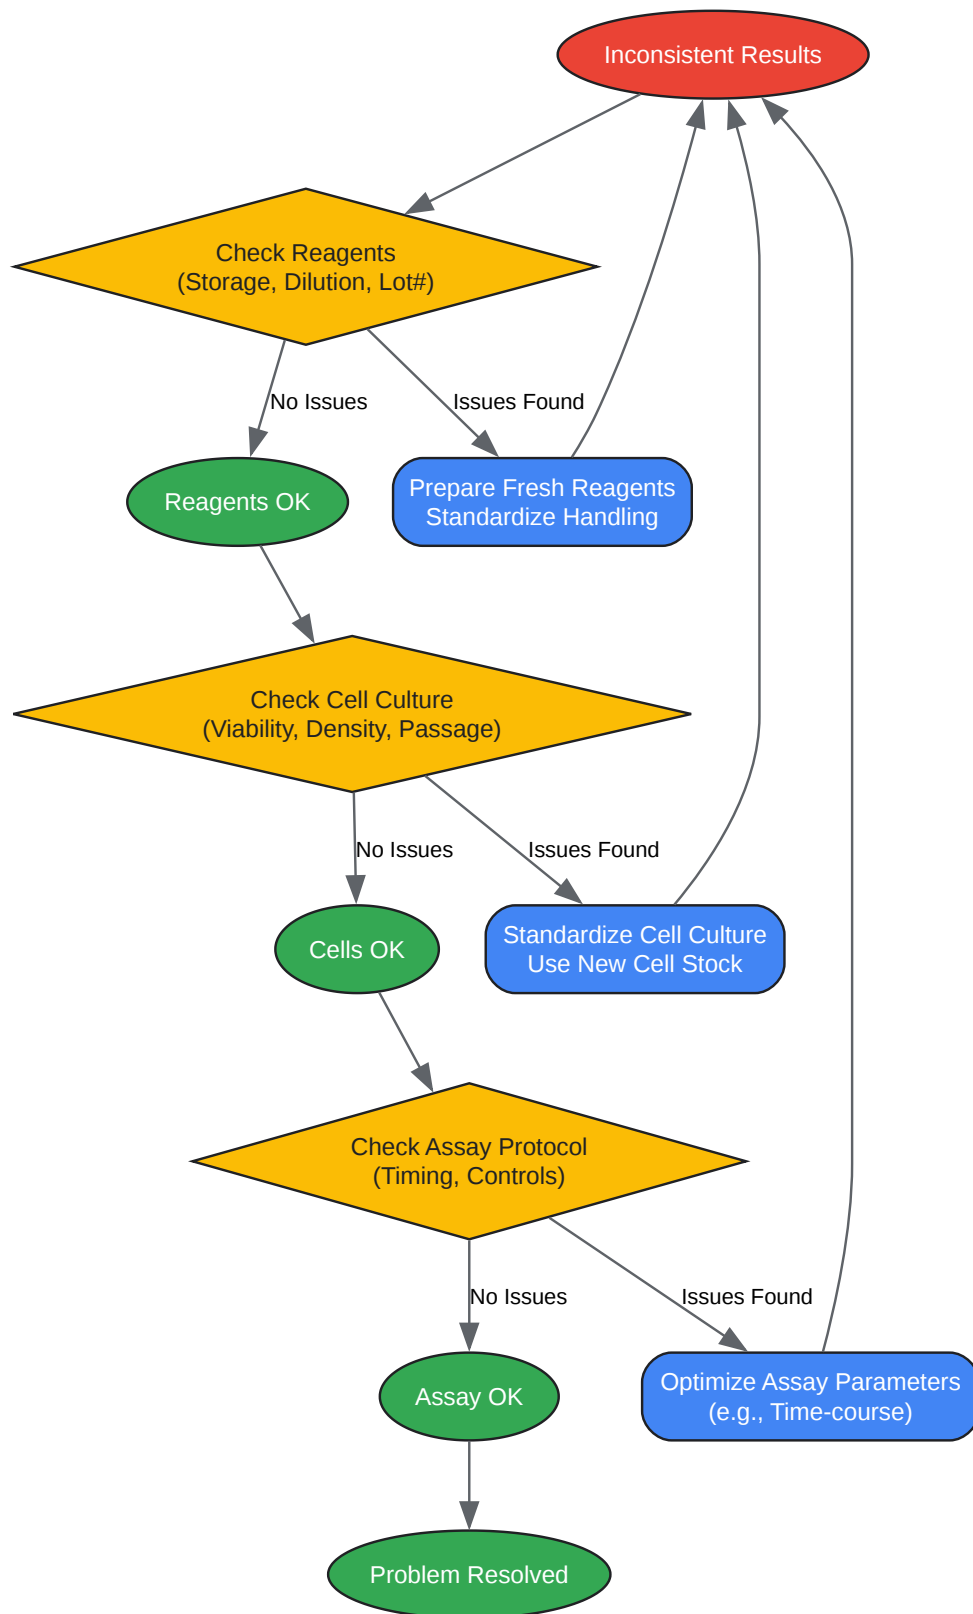 Inconsistent Results
Check Reagents
(Storage, Dilution, Lot#)
No Issues
Issues Found
Reagents OK
Prepare Fresh Reagents
Standardize Handling
Check Cell Culture
(Viability, Density, Passage)
No Issues
Issues Found
Cells OK
Standardize Cell Culture
Use New Cell Stock
Check Assay Protocol
(Timing, Controls)
No Issues
Issues Found
Assay OK
Optimize Assay Parameters
(e.g., Time-course)
Problem Resolved